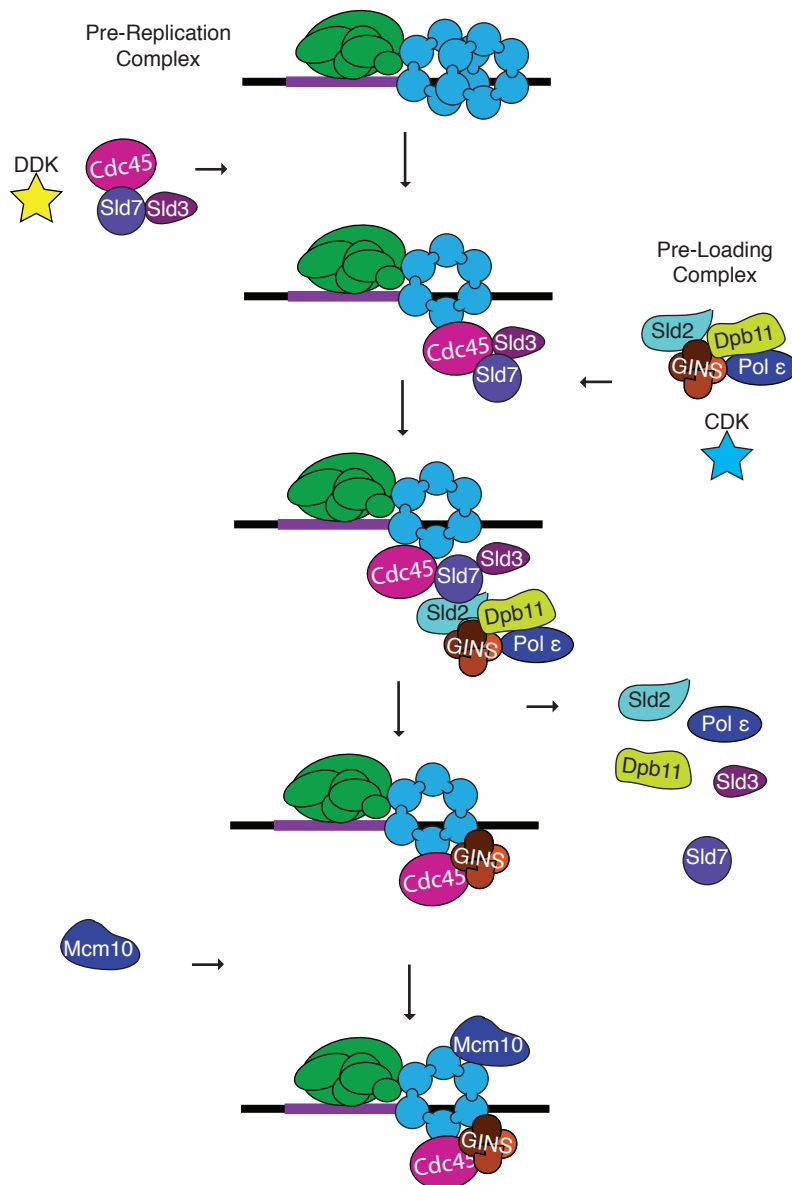 Pre-Replication
Complex
DDK
Cdc45
Sld7
Sld3
Cdc45
Sld3
Sld7
Pre-Loading
Complex
Sld2
Dpb11
GINS
Pol ε
CDK
Cdc45
Sld7
Sld3
Sld2
Dpb11
GINS
Pol ε
Sld2
Pol ε
Dpb11
Sld3
Sld7
Cdc45
GINS
Mcm10
Mcm10
Cdc45
GINS